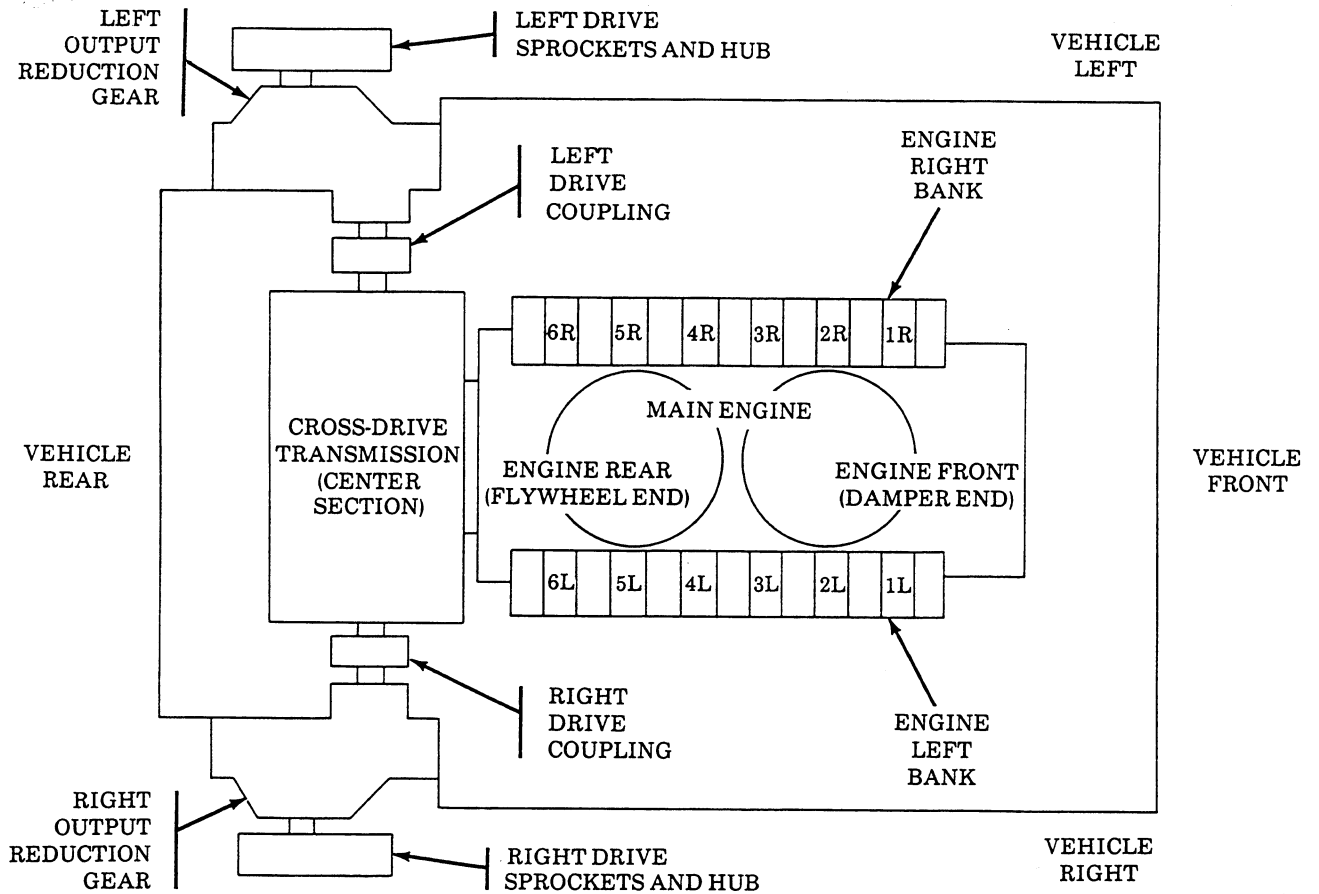 LEFT
OUTPUT
REDUCTION
GEAR
LEFT DRIVE
SPROCKETS AND HUB
VEHICLE
LEFT
LEFT
DRIVE
COUPLING
ENGINE
RIGHT
BANK
6R 5R 4R 3R 2R 1R
MAIN ENGINE
CROSS-DRIVE
TRANSMISSION
(CENTER
SECTION)
ENGINE REAR
(FLYWHEEL END)
ENGINE FRONT
(DAMPER END)
VEHICLE
REAR
VEHICLE
FRONT
6L 5L 4L 3L 2L 1L
RIGHT
DRIVE
COUPLING
ENGINE
LEFT
BANK
RIGHT
OUTPUT
REDUCTION
GEAR
RIGHT DRIVE
SPROCKETS AND HUB
VEHICLE
RIGHT